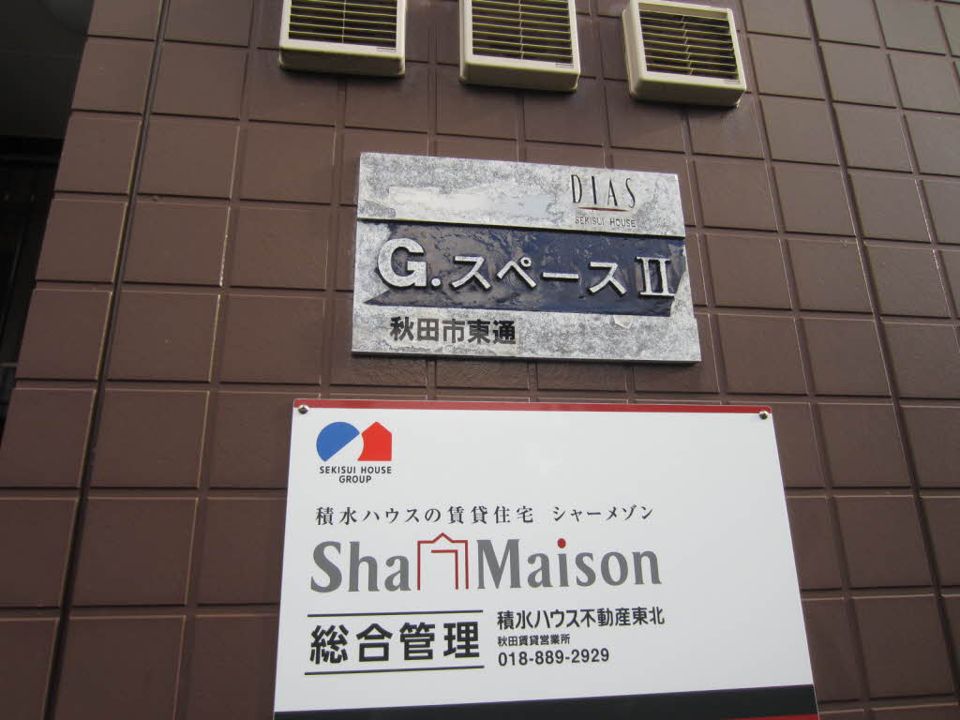 DIAS
SEKISUI HOUSE
G.スペースⅡ
秋田市東通
SEKISUI HOUSE
GROUP
積水ハウスの賃貸住宅 シャーメゾン
ShaMaison
総合管理
積水ハウス不動産東北
秋田賃貸営業所
018-889-2929